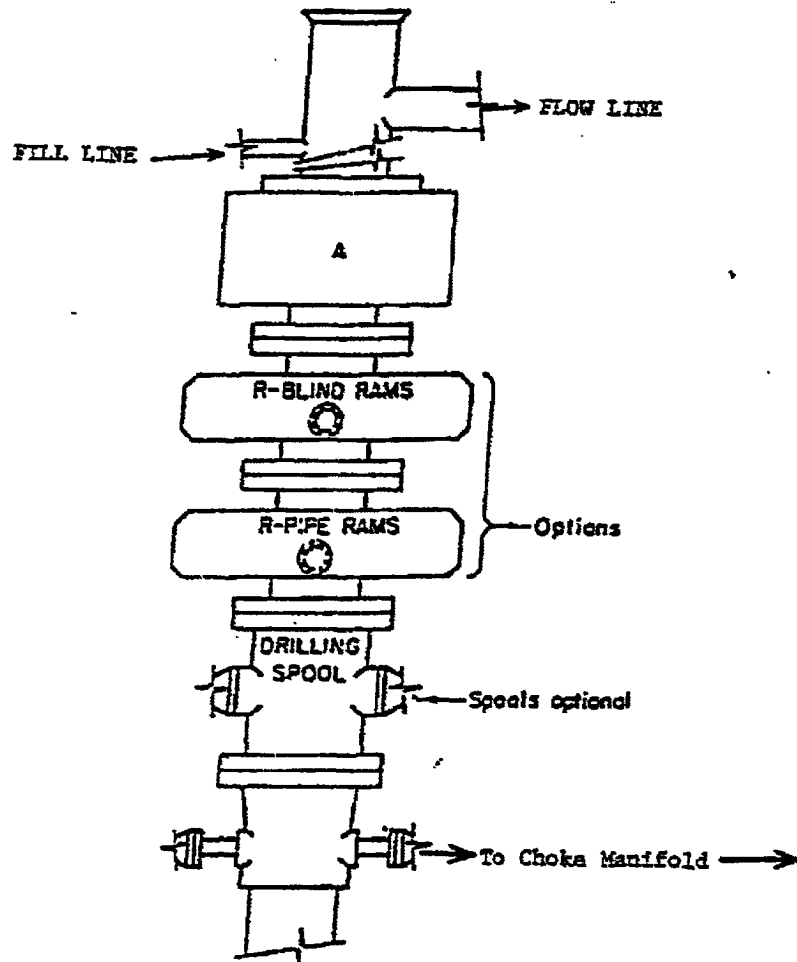 FLOW LINE
FILL LINE
A
R-BLIND RAMS
R-PIPE RAMS
Options
DRILLING
SPOOL
Spools optional
To Choke Manifold